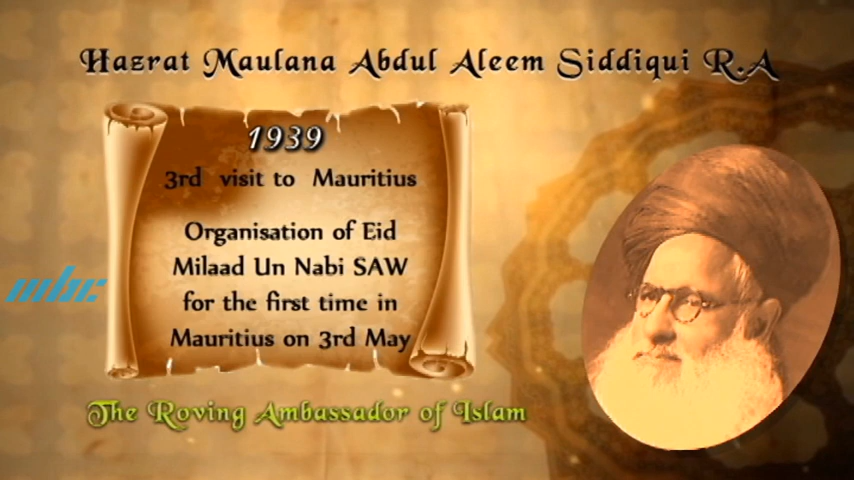 Hazrat Maulana Abdul Aleem Siddiqui R.A
1939
3rd visit to Mauritius
Organisation of Eid
Milaad Un Nabi SAW
for the first time in
Mauritius on 3rd May
mbc
The Roving Ambassador of Islam